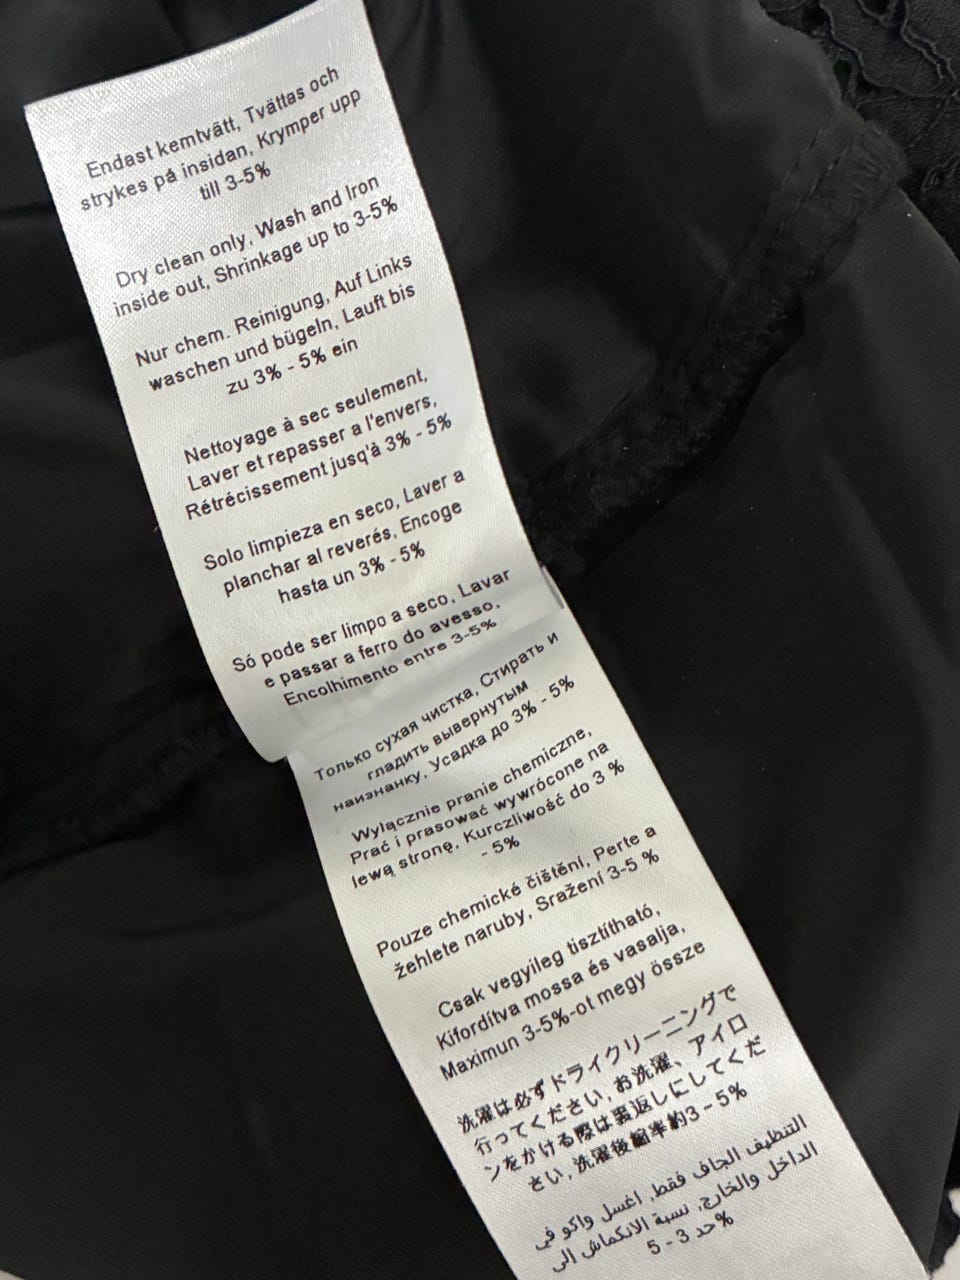 Endast kemtvätt, Tvättas och
strykes på insidan, Krymper upp
till 3-5%
Dry clean only, Wash and Iron
inside out, Shrinkage up to 3-5%
Nur chem. Reinigung, Auf Links
waschen und bügeln, Lauft bis
zu 3% - 5% ein
Nettoyage à sec seulement,
Laver et repasser a l'envers,
Rétrécissement jusq'à 3% - 5%
Solo limpieza en seco, Laver a
planchar al reverés, Encoge
hasta un 3% - 5%
Só pode ser limpo a seco, Lavar
e passar a ferro do avesso,
Encolhimento entre 3-5%
Только сухая чистка, Стирать и
гладить вывернутым
наизнанку, Усадка до 3% - 5%
Wyłącznie pranie chemiczne,
Prać i prasować wywrócone na
lewą stronę, Kurczliwość do 3 %
- 5%
Pouze chemické čištění, Perte a
žehlete naruby, Sražení 3-5 %
Csak vegyileg tisztítható,
Kifordítva mossa és vasalja,
Maximun 3-5%-ot megy össze
洗濯は必ずドライクリーニングで
行ってください, お洗濯、アイロ
ンをかける際は裏返しにしてくだ
さい, 洗濯後縮率約3 - 5%
التنظيف الجاف فقط, اغسل واكو في
الداخل والخارج, نسبة الانكماش الى
حد 3 - 5%